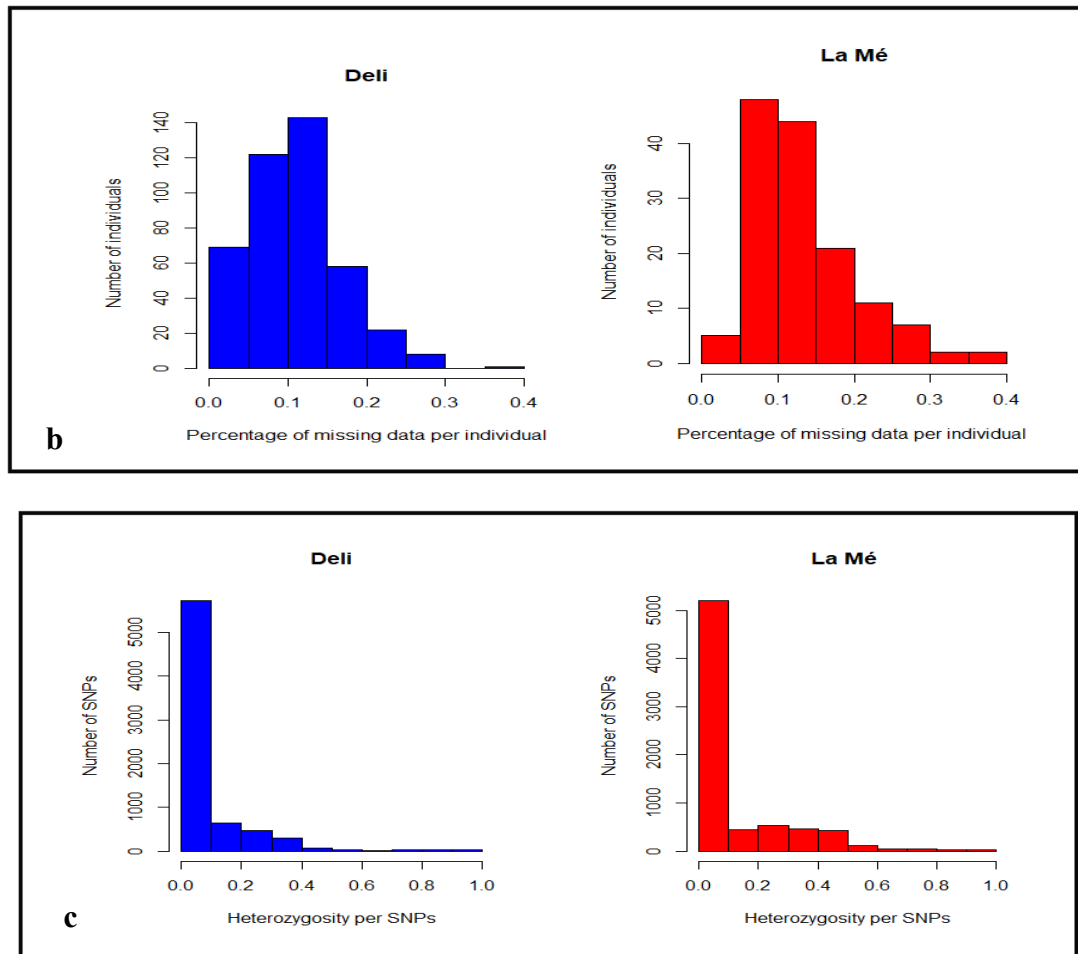 Deli
La Mé
Number of individuals
0 20 40 60 80 100 120 140
0.0 0.1 0.2 0.3 0.4
Percentage of missing data per individual
Number of individuals
0 10 20 30 40
0.0 0.1 0.2 0.3 0.4
Percentage of missing data per individual
b
Deli
La Mé
Number of SNPs
0 1000 2000 3000 4000 5000
0.0 0.2 0.4 0.6 0.8 1.0
Heterozygosity per SNPs
Number of SNPs
0 1000 2000 3000 4000 5000
0.0 0.2 0.4 0.6 0.8 1.0
Heterozygosity per SNPs
c